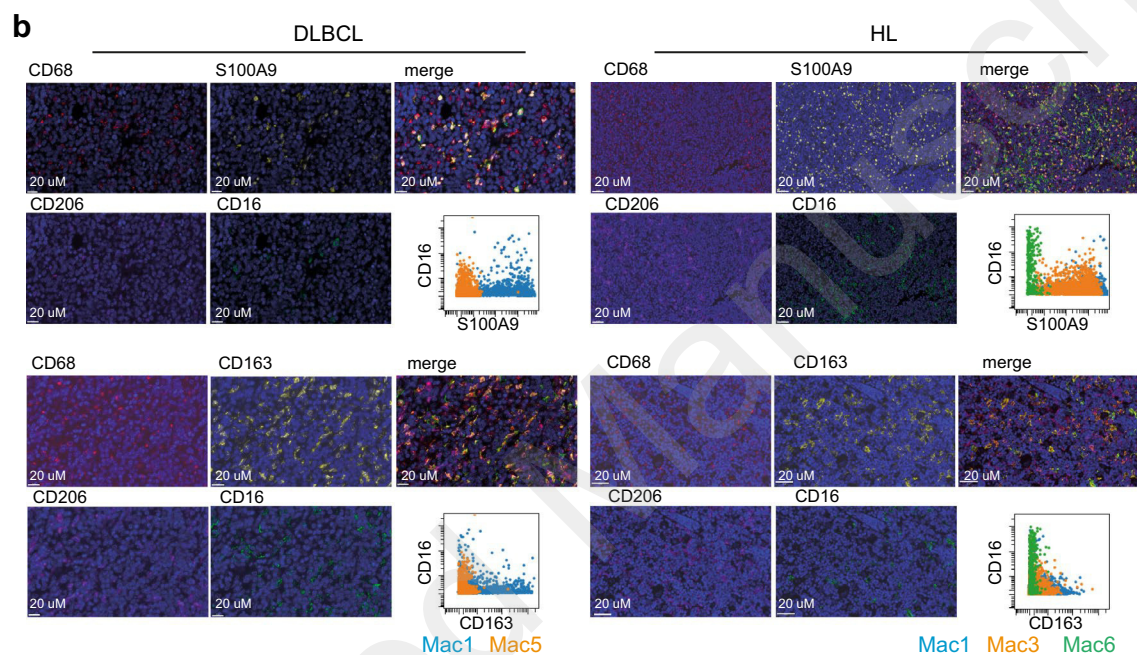 b
DLBCL
HL
CD68 S100A9 merge
CD68 S100A9 merge
20 uM 20 uM 20 uM
20 uM 20 uM 20 uM
CD206 CD16
CD206 CD16
CD16
CD16
20 uM 20 uM
20 uM 20 uM
S100A9
S100A9
CD68 CD163 merge
CD68 CD163 merge
20 uM 20 uM 20 uM
20 uM 20 uM 20 uM
CD206 CD16
CD206 CD16
CD16
CD16
20 uM 20 uM
20 uM 20 uM
CD163
CD163
Mac1 Mac5
Mac1 Mac3 Mac6